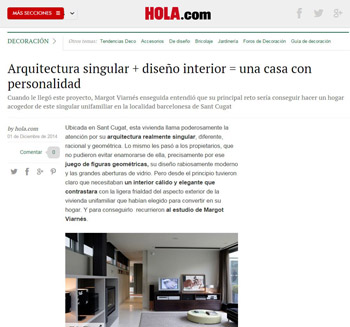 MÁS SECCIONES
HOLA.com
DECORACIÓN
Otros temas: Tendencias Deco Accesorios De diseño Bricolaje Jardinería Foros de Decoración Guía de decoración
Arquitectura singular + diseño interior = una casa con
personalidad
Cuando le llegó este proyecto, Margot Viarnés enseguida entendió que su principal reto sería conseguir hacer un hogar
acogedor de este singular unifamiliar en la localidad barcelonesa de Sant Cugat
by hola.com
01 de Diciembre de 2014
Comentar 0
Ubicada en Sant Cugat, esta vivienda llama poderosamente la
atención por su arquitectura realmente singular; diferente,
racional y geométrica. Lo mismo les pasó a los propietarios, que
no pudieron evitar enamorarse de ella, precisamente por ese
juego de figuras geométricas, su diseño rabiosamente moderno
y las grandes aberturas de vidrio. Pero desde el principio tuvieron
claro que necesitaban un interior cálido y elegante que
contrastara con la ligera frialdad del aspecto exterior de la
vivienda unifamiliar que habían elegido para convertir en su
hogar. Y para conseguirlo recurrieron al estudio de Margot
Viarnés.